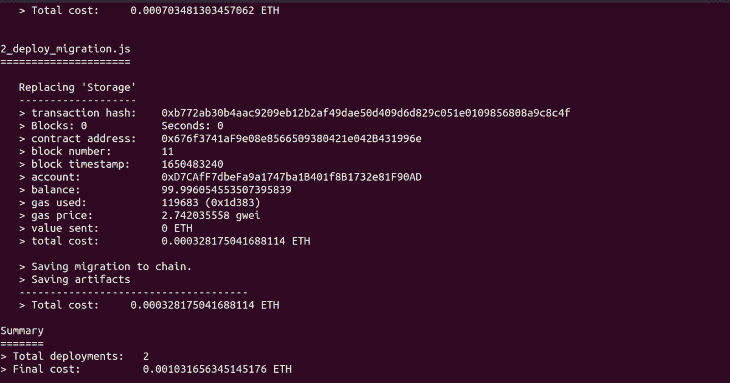 > Total cost:     0.000703481303457062 ETH
2_deploy_migration.js
=====================
Replacing 'Storage'
-------------------
> transaction hash:    0xb772ab30b4aac9209eb12b2af49dae50d409d6d829c051e0109856808a9c8c4f
> Blocks: 0            Seconds: 0
> contract address:    0x676f3741aF9e08e8566509380421e042B431996e
> block number:        11
> block timestamp:     1650483240
> account:             0xD7CAfF7dbeFa9a1747ba1B401f8B1732e81F90AD
> balance:             99.996054553507395839
> gas used:            119683 (0x1d383)
> gas price:           2.742035558 gwei
> value sent:          0 ETH
> total cost:          0.000328175041688114 ETH
> Saving migration to chain.
> Saving artifacts
-------------------------------------
> Total cost:     0.000328175041688114 ETH
Summary
=======
> Total deployments:   2
> Final cost:          0.001031656345145176 ETH